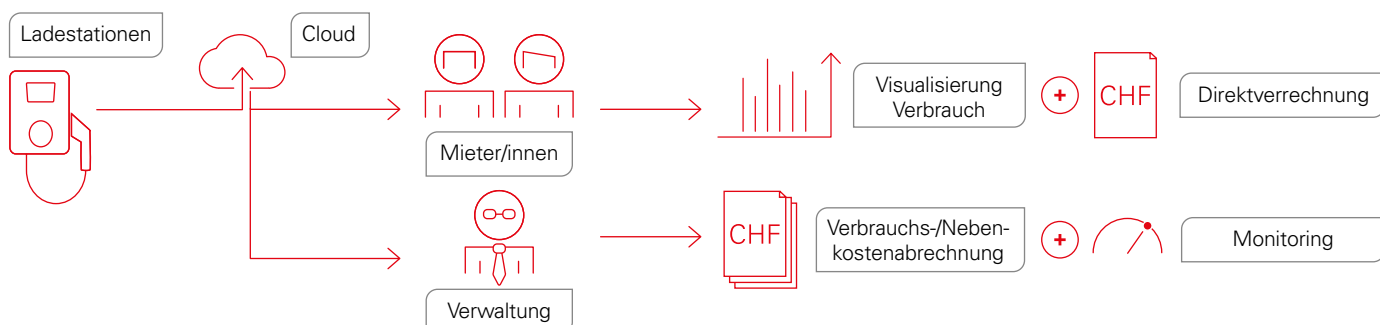 Ladestationen
Cloud
Mieter/innen
Visualisierung
Verbrauch
+
CHF
Direktverrechnung
Verwaltung
CHF
Verbrauchs-/Neben-
kostenabrechnung
+
Monitoring